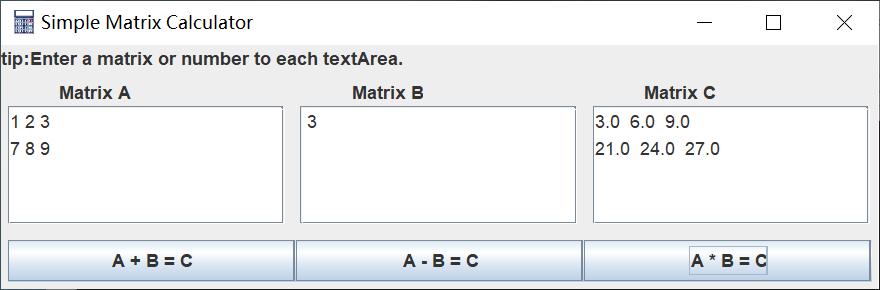 Simple Matrix Calculator
tip:Enter a matrix or number to each textArea.
Matrix A Matrix B Matrix C
1 2 3
7 8 9
3
3.0 6.0 9.0
21.0 24.0 27.0
A + B = C A - B = C A * B = C